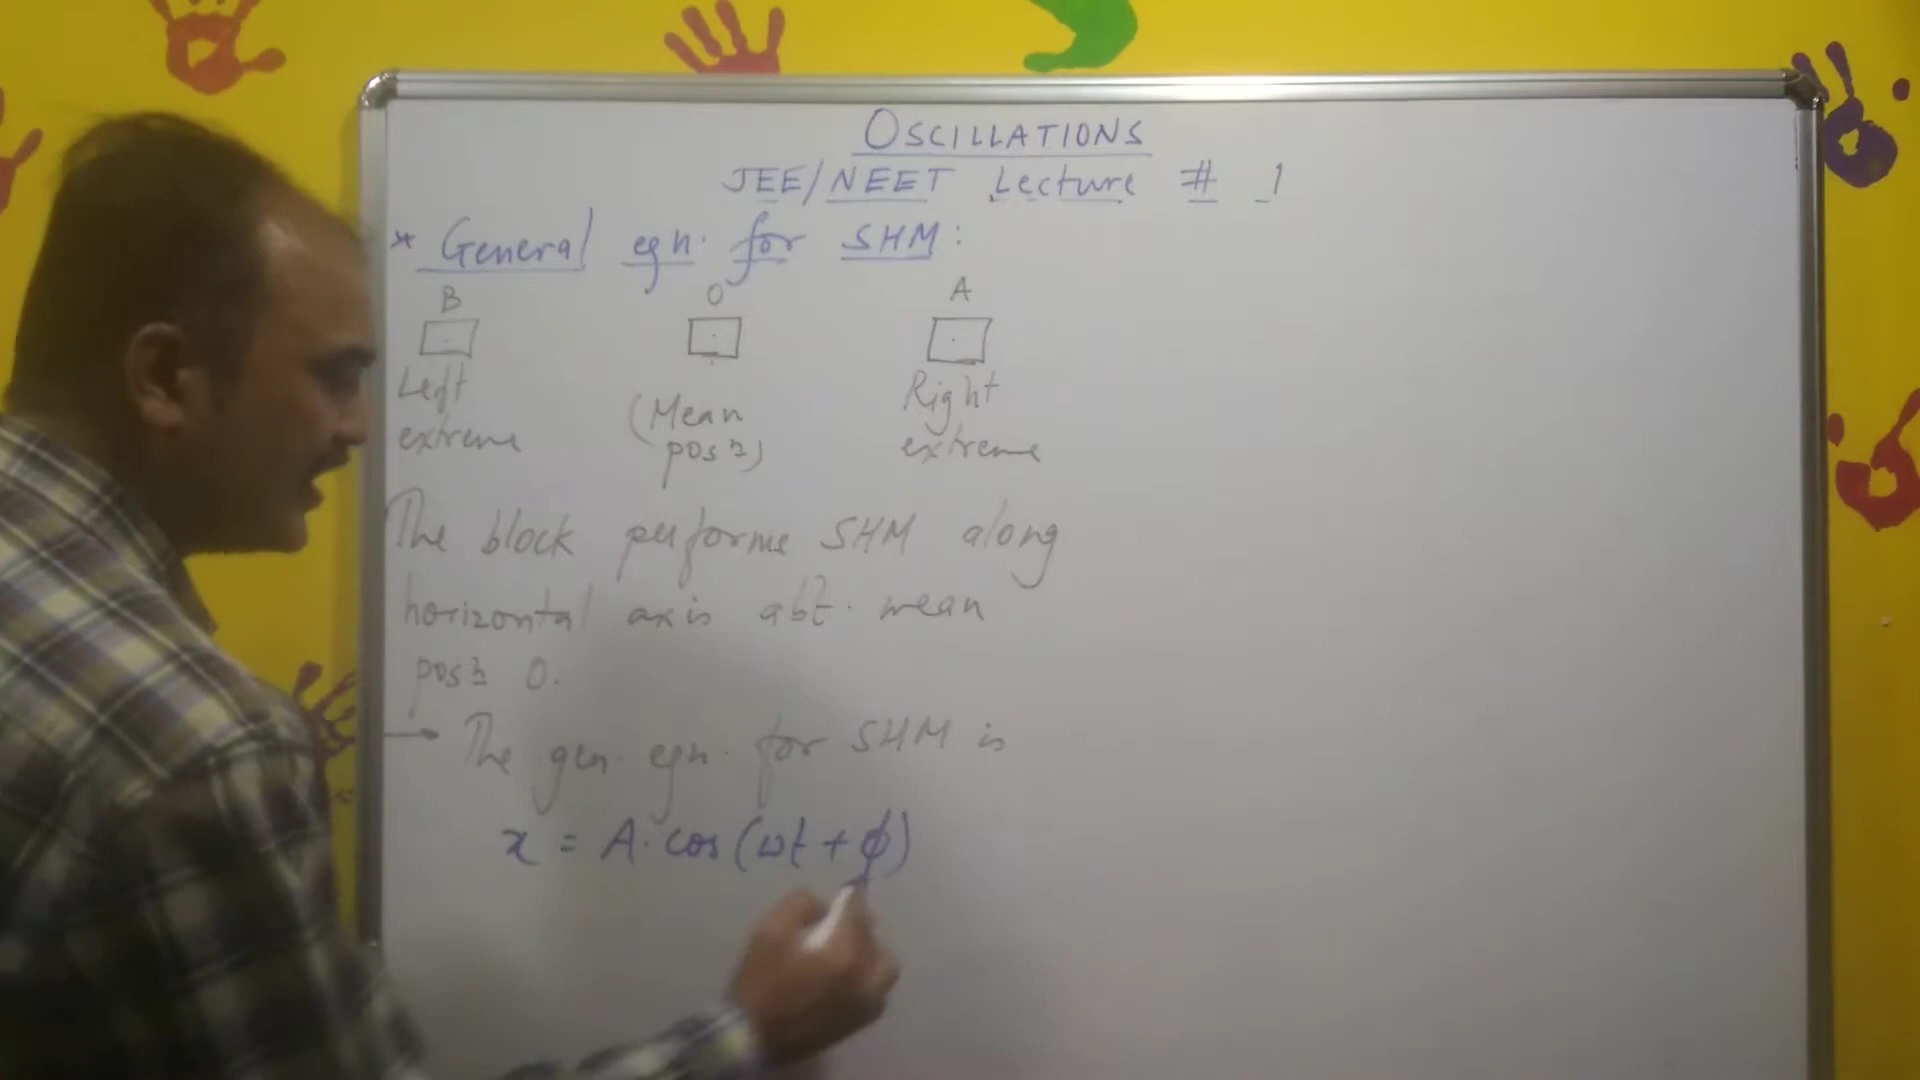 OSCILLATIONS
JEE/NEET Lecture # 1
* General eqn. for SHM:
B O A
Left extreme
(Mean posn)
Right extreme
The block performs SHM along
horizontal axis abt. mean
posn O.
→ The gen. eqn. for SHM is
x = A. cos (ωt + ϕ)